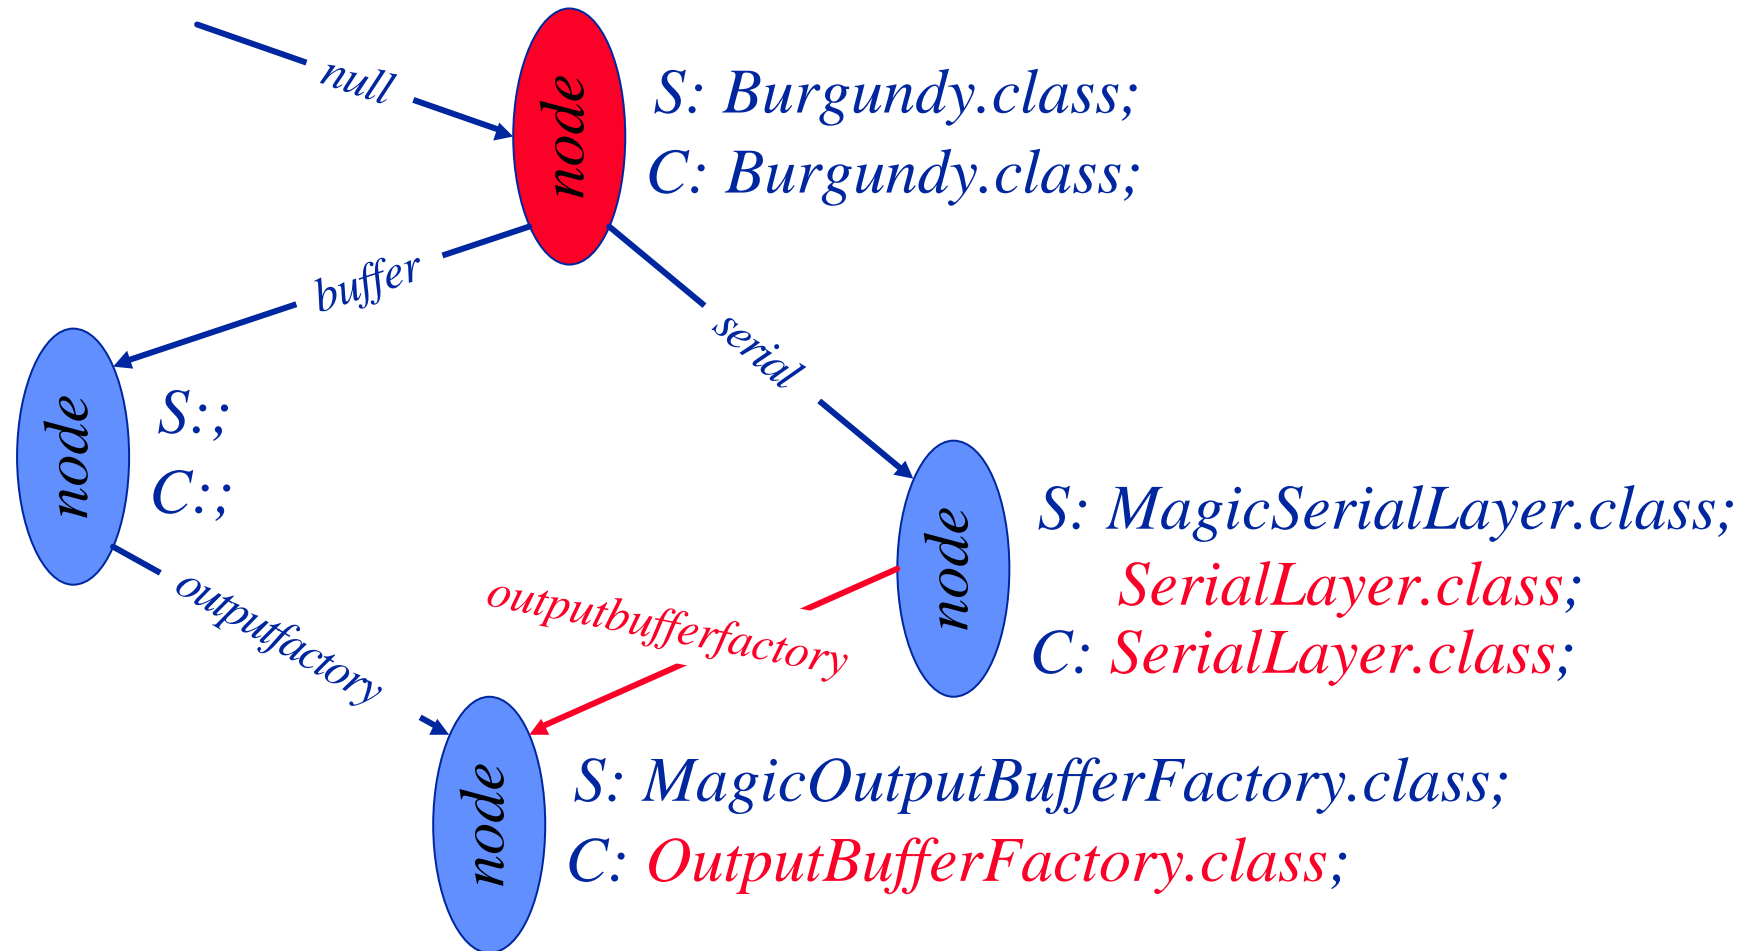 null
node
S: Burgundy.class;
C: Burgundy.class;
buffer
serial
node
S:;
C:;
node
S: MagicSerialLayer.class;
SerialLayer.class;
C: SerialLayer.class;
outputfactory
outputbufferfactory
node
S: MagicOutputBufferFactory.class;
C: OutputBufferFactory.class;